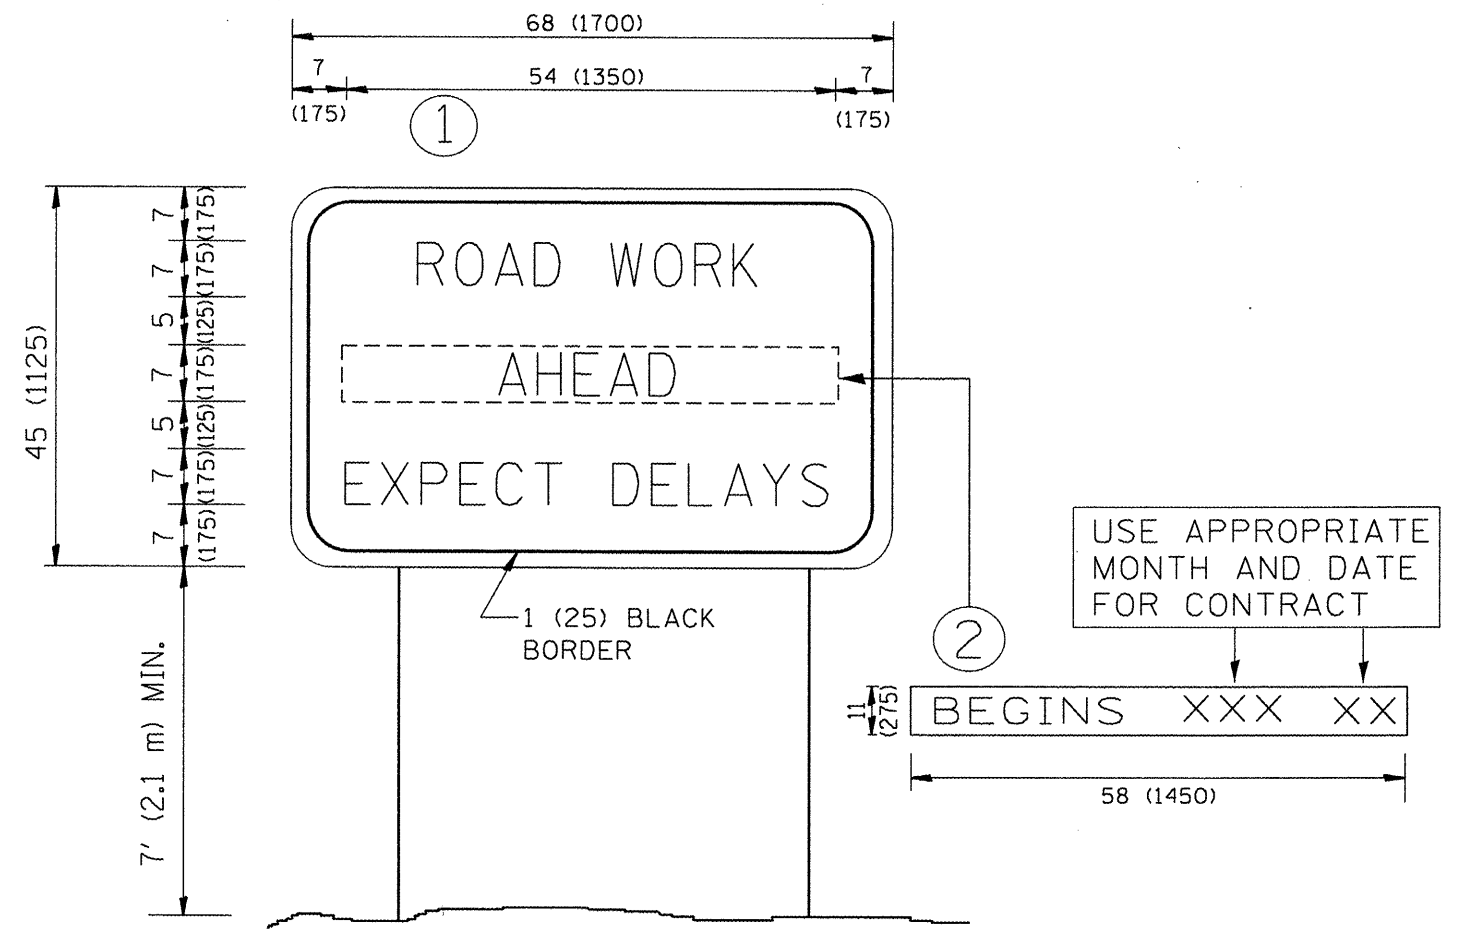 68 (1700)
7
54 (1350)
7
(175)
(175)
1
45 (1125)
7
(175)
7
(175)
5
(125)
7
(175)
5
(125)
7
(175)
7
(175)
ROAD WORK
AHEAD
EXPECT DELAYS
1 (25) BLACK
BORDER
7' (2.1 m) MIN.
2
USE APPROPRIATE
MONTH AND DATE
FOR CONTRACT
11
(275)
BEGINS XXX XX
58 (1450)